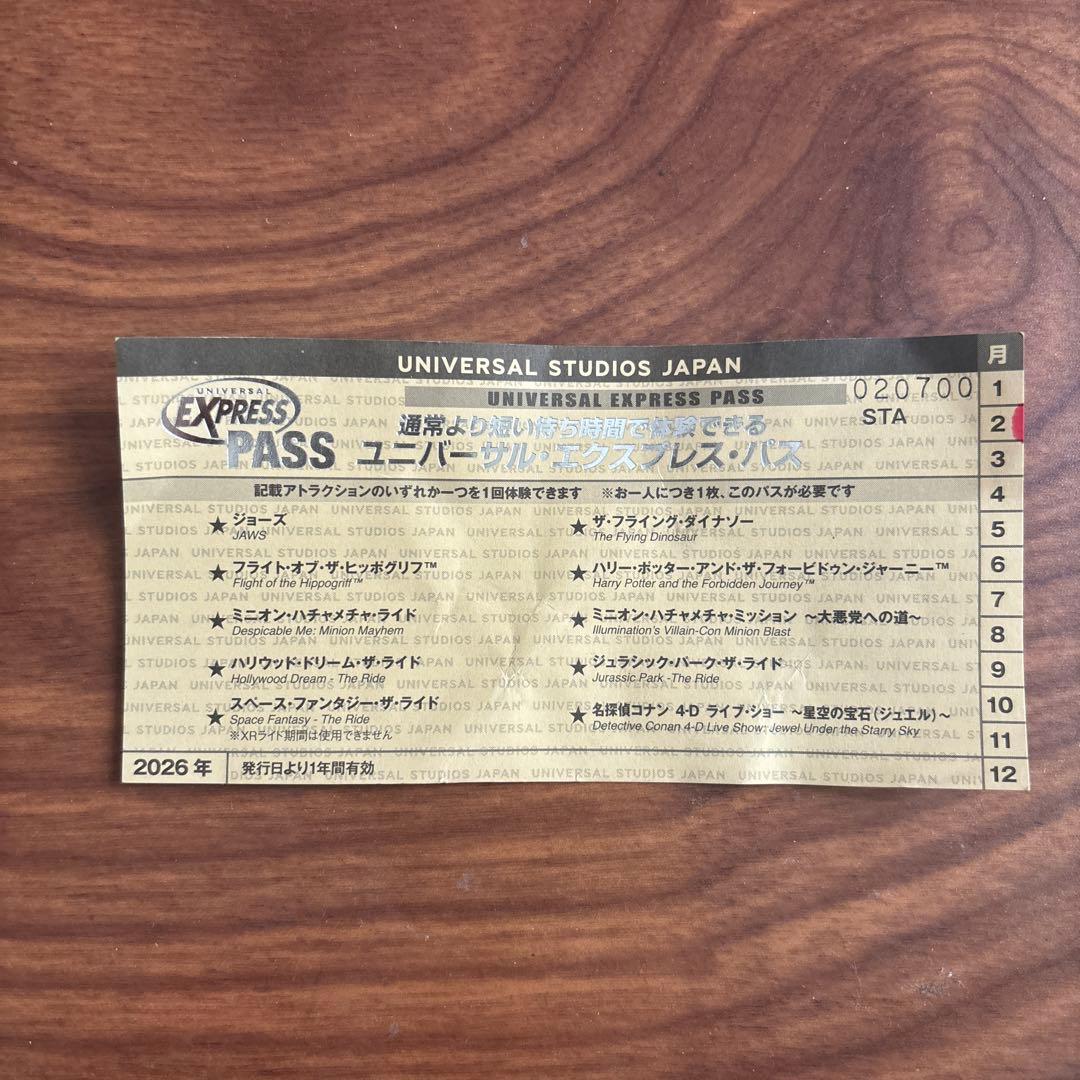 UNIVERSAL STUDIOS JAPAN
月
UNIVERSAL EXPRESS PASS
UNIVERSAL
EXPRESS
PASS
020700
STA
通常より短い待ち時間で体験できる
ユニバーサル・エクスプレス・パス
記載アトラクションのいずれか一つを1回体験できます ※お一人につき1枚、このパスが必要です
★ ジョーズ
JAWS
★ フライト・オブ・ザ・ヒッポグリフ™
Flight of the Hippogriff™
★ ミニオン・ハチャメチャ・ライド
Despicable Me: Minion Mayhem
★ ハリウッド・ドリーム・ザ・ライド
Hollywood Dream - The Ride
★ スペース・ファンタジー・ザ・ライド
Space Fantasy - The Ride
※XRライド期間は使用できません
★ ザ・フライング・ダイナソー
The Flying Dinosaur
★ ハリー・ポッター・アンド・ザ・フォービドゥン・ジャーニー™
Harry Potter and the Forbidden Journey™
★ ミニオン・ハチャメチャ・ミッション ～大悪党への道～
Illumination's Villain-Con Minion Blast
★ ジュラシック・パーク・ザ・ライド
Jurassic Park -The Ride
★ 名探偵コナン 4-D ライブ・ショー ～星空の宝石(ジュエル)～
Detective Conan 4-D Live Show: Jewel Under the Starry Sky
2026年 発行日より1年間有効
1
2
3
4
5
6
7
8
9
10
11
12